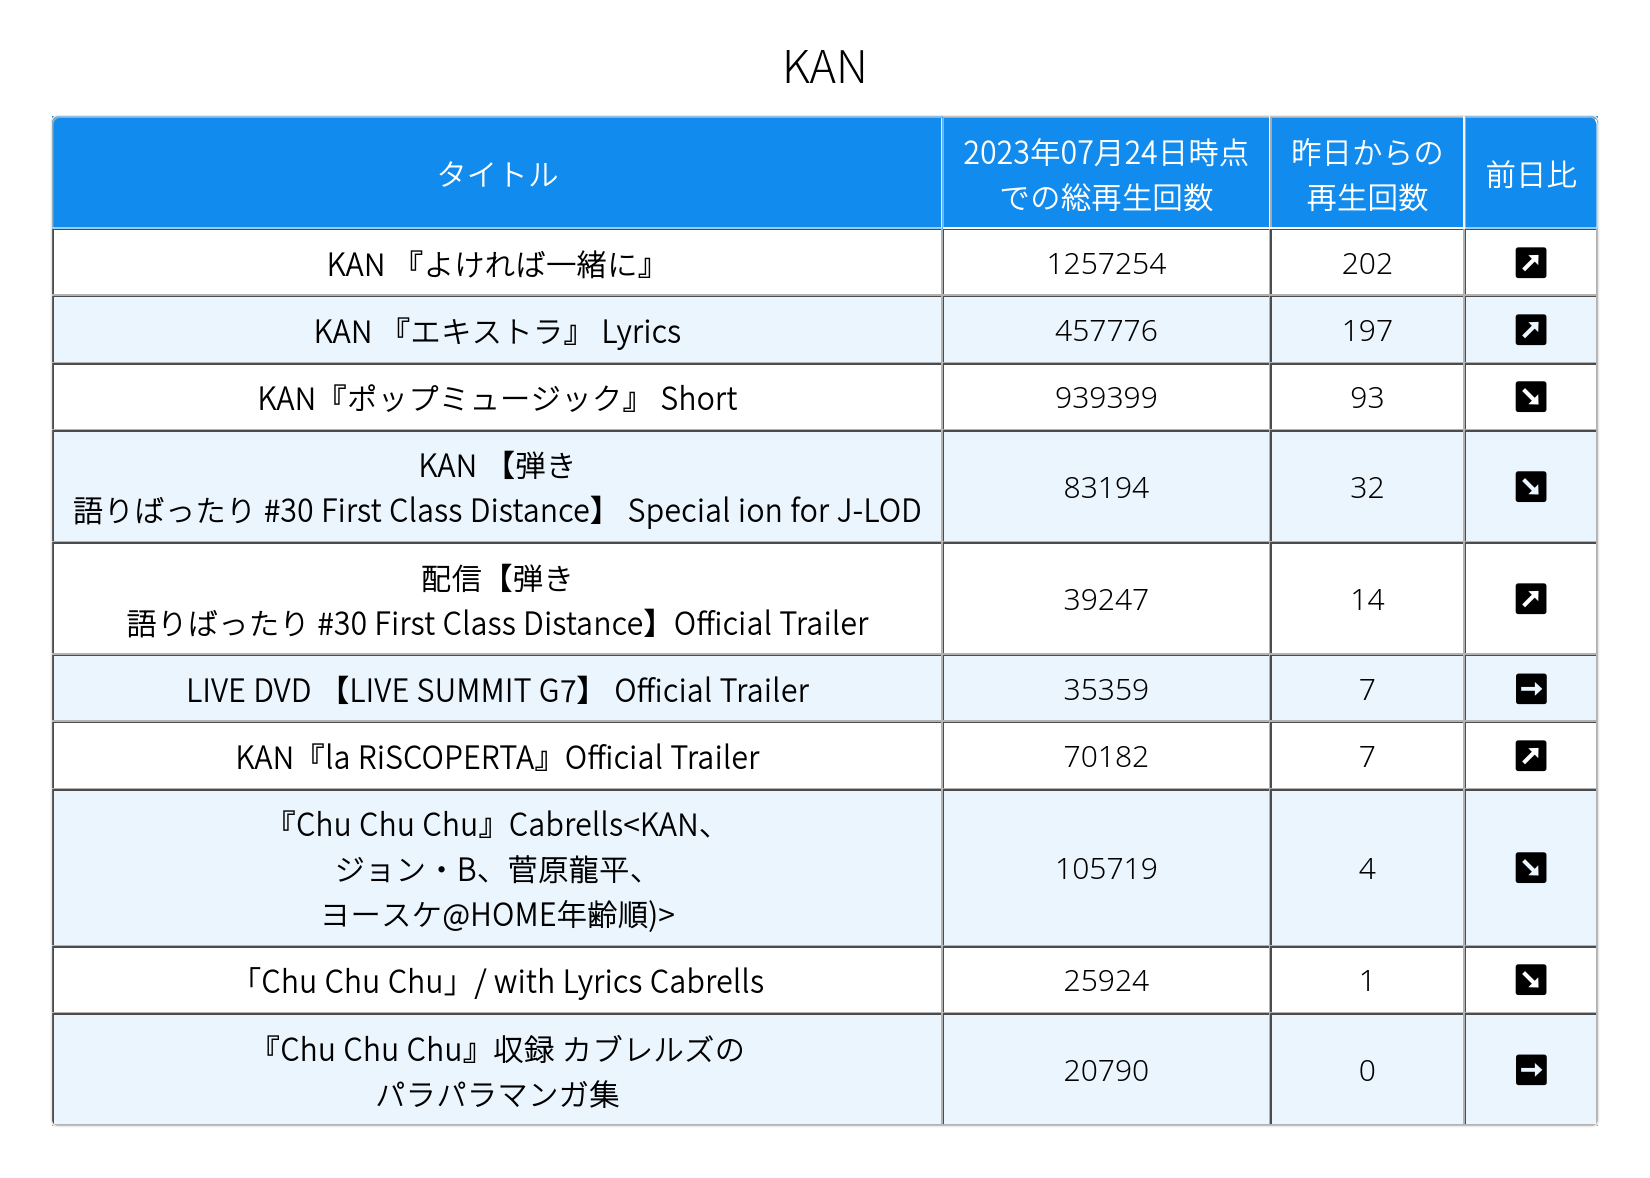 KAN
タイトル
2023年07月24日時点
での総再生回数
昨日からの
再生回数
前日比
KAN 『よければ一緒に』
1257254
202
KAN 『エキストラ』 Lyrics
457776
197
KAN『ポップミュージック』 Short
939399
93
KAN 【弾き
語りばったり #30 First Class Distance】 Special ion for J-LOD
83194
32
配信【弾き
語りばったり #30 First Class Distance】Official Trailer
39247
14
LIVE DVD 【LIVE SUMMIT G7】 Official Trailer
35359
7
KAN『la RiSCOPERTA』Official Trailer
70182
7
『Chu Chu Chu』Cabrells<KAN、
ジョン・B、菅原龍平、
ヨースケ@HOME年齢順)>
105719
4
「Chu Chu Chu」/ with Lyrics Cabrells
25924
1
『Chu Chu Chu』収録 カブレルズの
パラパラマンガ集
20790
0